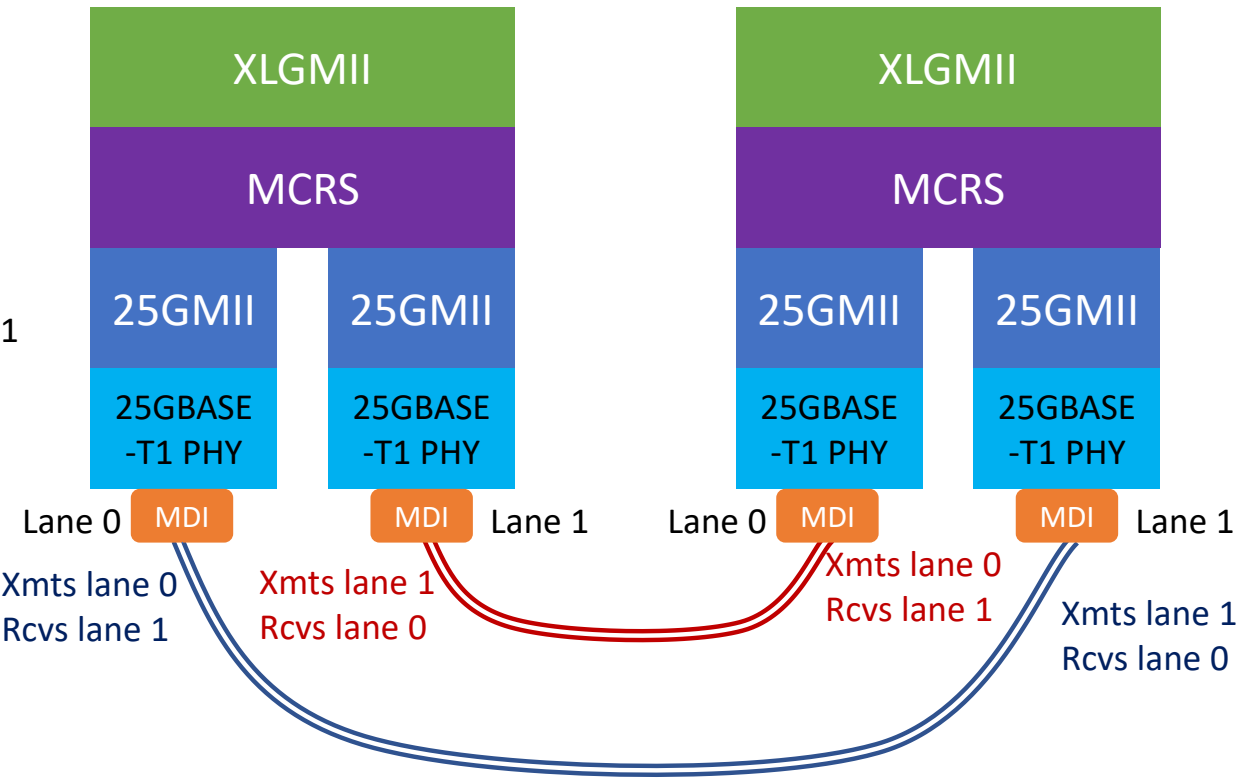 XLGMII
XLGMII
MCRS
MCRS
25GMII
25GMII
25GMII
25GMII
1
25GBASE
-T1 PHY
25GBASE
-T1 PHY
25GBASE
-T1 PHY
25GBASE
-T1 PHY
Lane 0
MDI
MDI
Lane 1
Lane 0
MDI
MDI
Lane 1
Xmts lane 0
Rcvs lane 1
Xmts lane 1
Rcvs lane 0
Xmts lane 0
Rcvs lane 1
Xmts lane 1
Rcvs lane 0